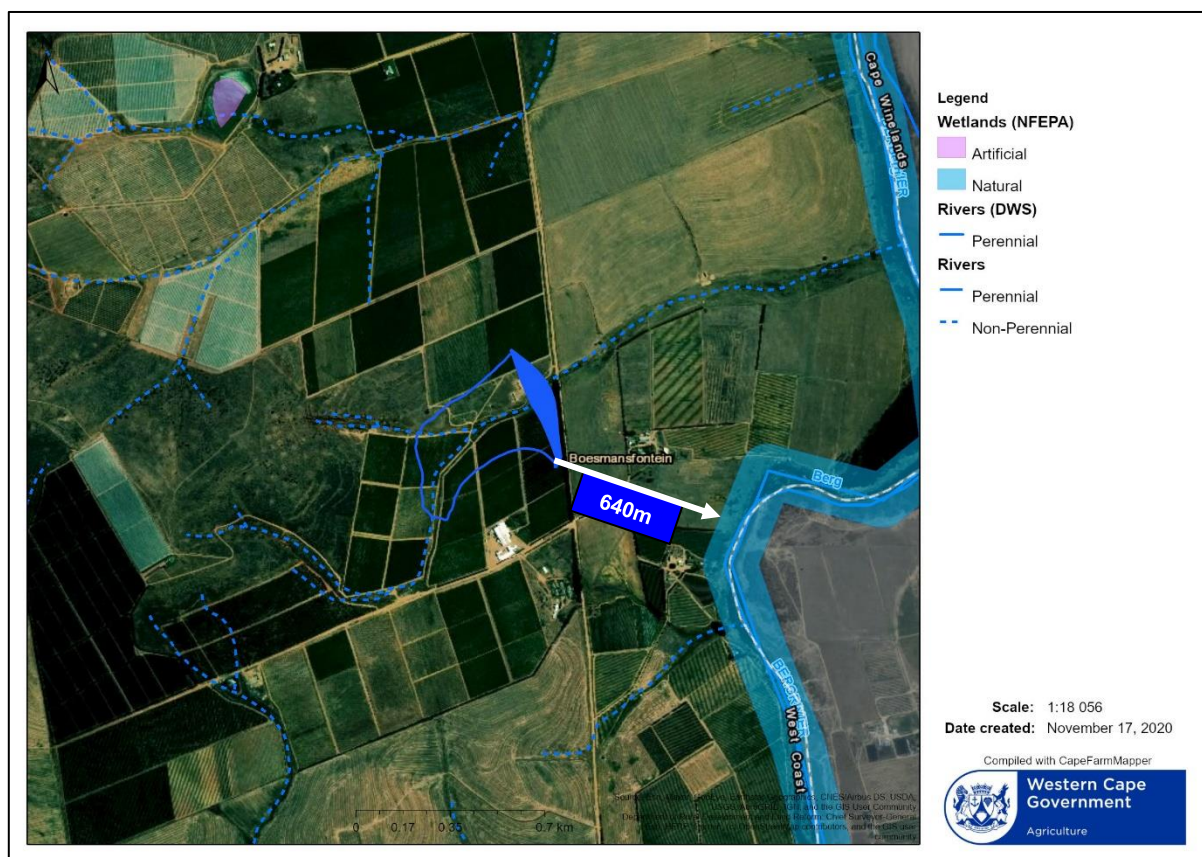 Cape Winelands
Boesmansfontein
640m
Berg
West Coast
0 0.17 0.35 0.7 km
Legend
Wetlands (NFEPA)
Artificial
Natural
Rivers (DWS)
Perennial
Rivers
Perennial
Non-Perennial
Scale: 1:18 056
Date created: November 17, 2020
Compiled with CapeFarmMapper
Western Cape
Government
Agriculture